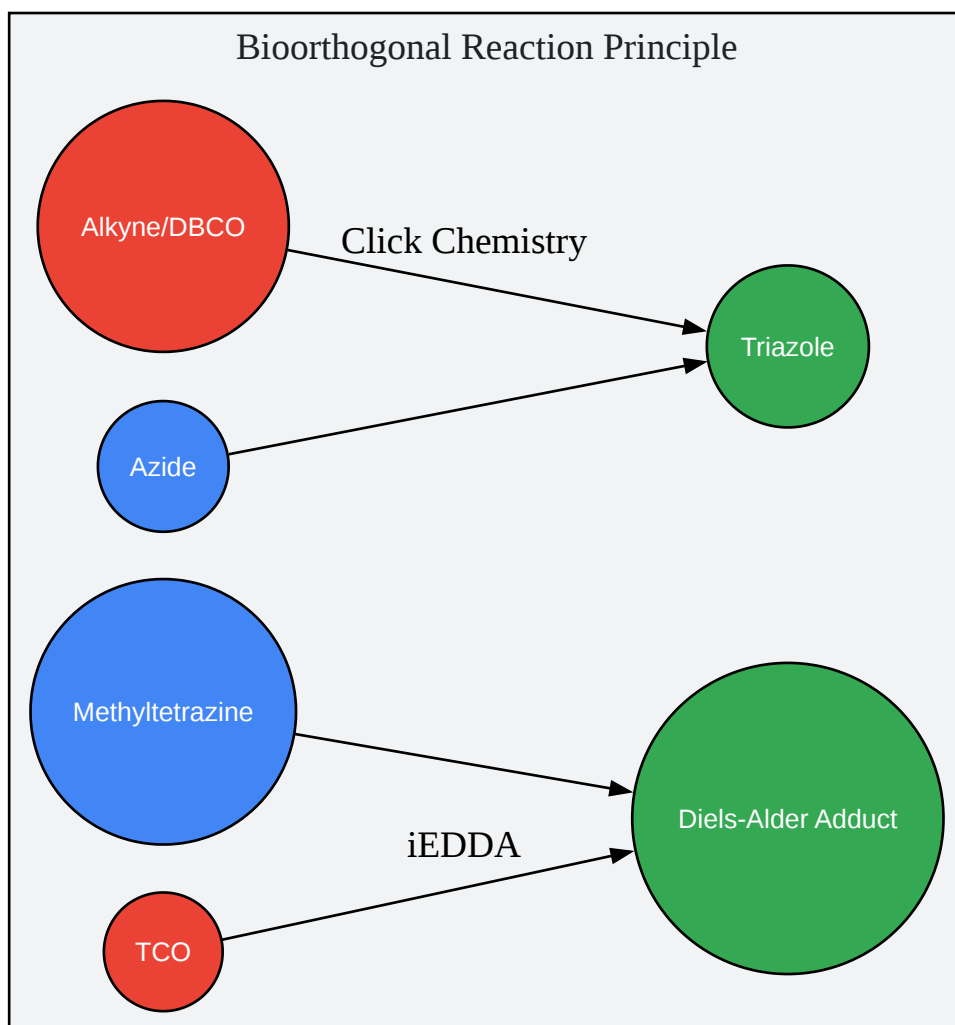 Bioorthogonal Reaction Principle
Alkyne/DBCO
Click Chemistry
Triazole
Azide
Methyltetrazine
Diels-Alder Adduct
iEDDA
TCO